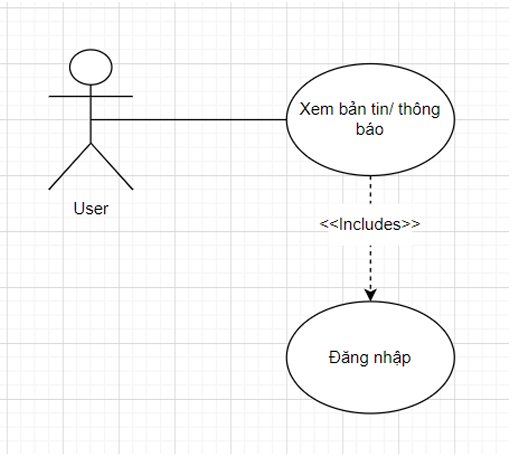 Xem bản tin/ thông
báo
User
<<Includes>>
Đăng nhập